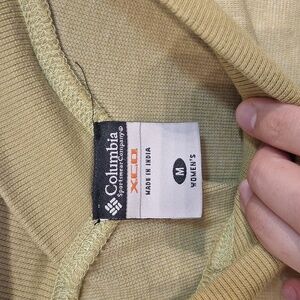 Columbia
Sportswear Company®
XCO
MADE IN INDIA
M
WOMEN'S